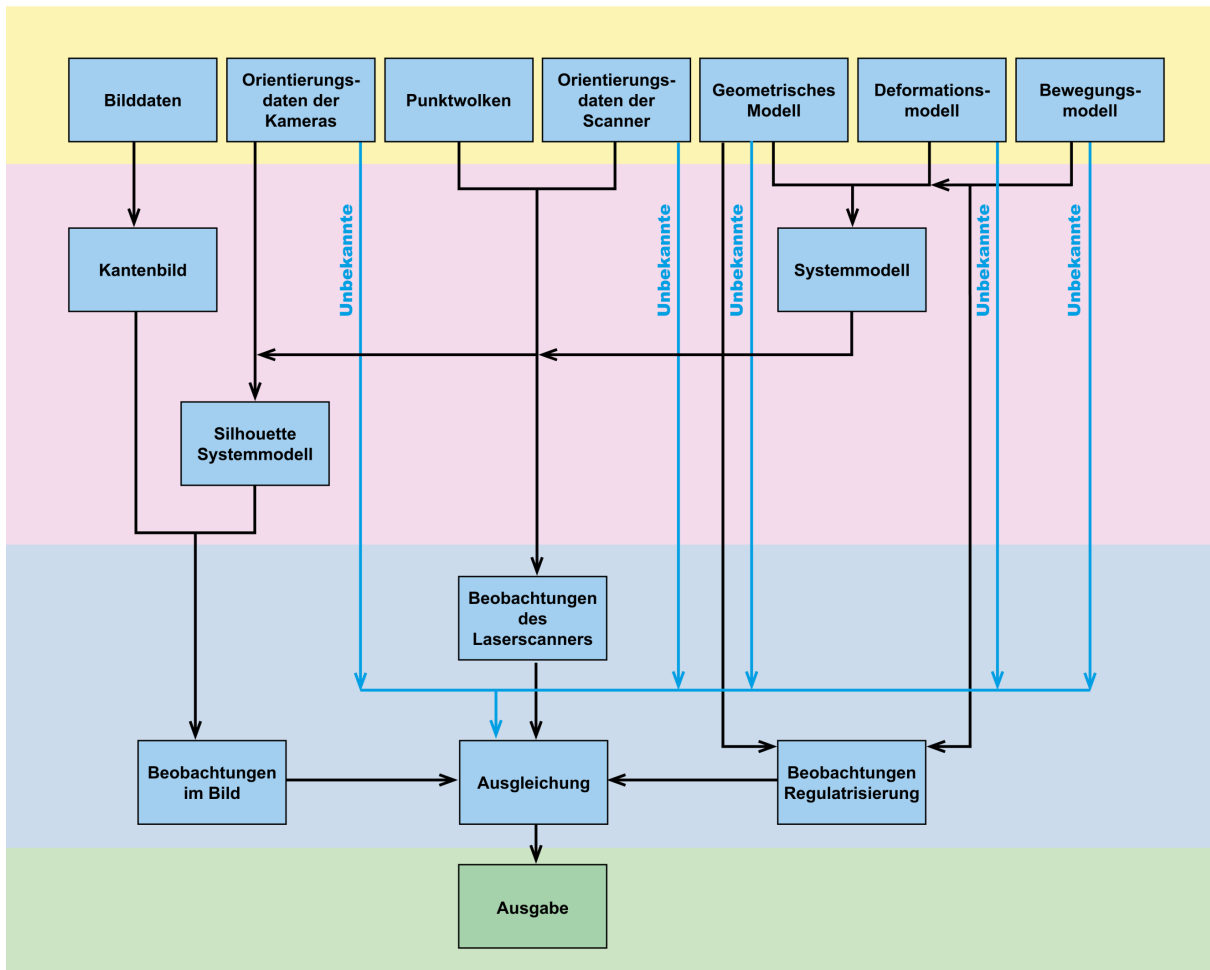 Bilddaten
Orientierungs-
daten der
Kameras
Punktwolken
Orientierungs-
daten der
Scanner
Geometrisches
Modell
Deformations-
modell
Bewegungs-
modell
Unbekannte
Unbekannte
Unbekannte
Unbekannte
Unbekannte
Kantenbild
Systemmodell
Silhouette
Systemmodell
Beobachtungen
des
Laserscanners
Beobachtungen
im Bild
Ausgleichung
Beobachtungen
Regulatrisierung
Ausgabe